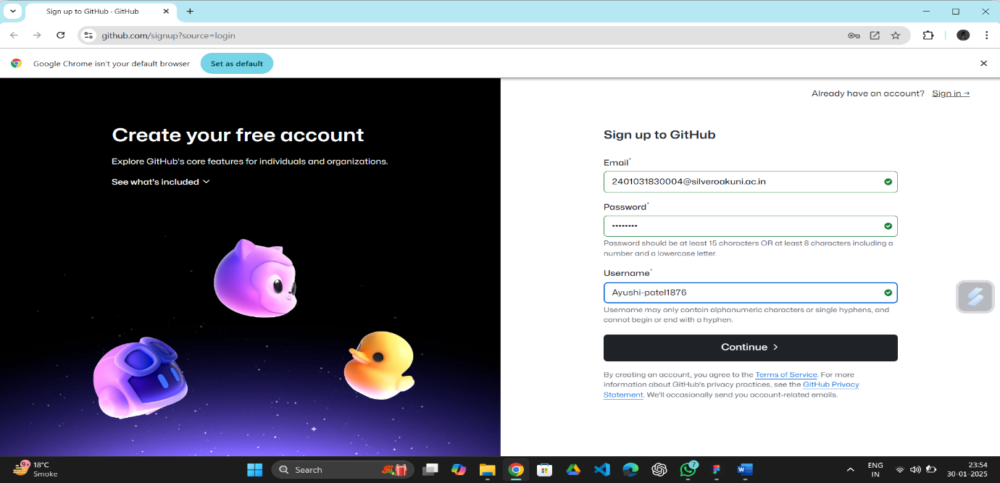 Sign up to GitHub · GitHub
github.com/signup?source=login
Google Chrome isn't your default browser
Set as default
Already have an account? Sign in →
Create your free account
Explore GitHub's core features for individuals and organizations.
See what's included
Sign up to GitHub
Email*
2401031830004@silveroakuni.ac.in
Password*
••••••••
Password should be at least 15 characters OR at least 8 characters including a
number and a lowercase letter.
Username*
Ayushi-patel1876
Username may only contain alphanumeric characters or single hyphens, and
cannot begin or end with a hyphen.
Continue >
By creating an account, you agree to the Terms of Service. For more
information about GitHub's privacy practices, see the GitHub Privacy
Statement. We'll occasionally send you account-related emails.
9+
18°C
Smoke
Search
7
W
ENG
IN
23:54
30-01-2025